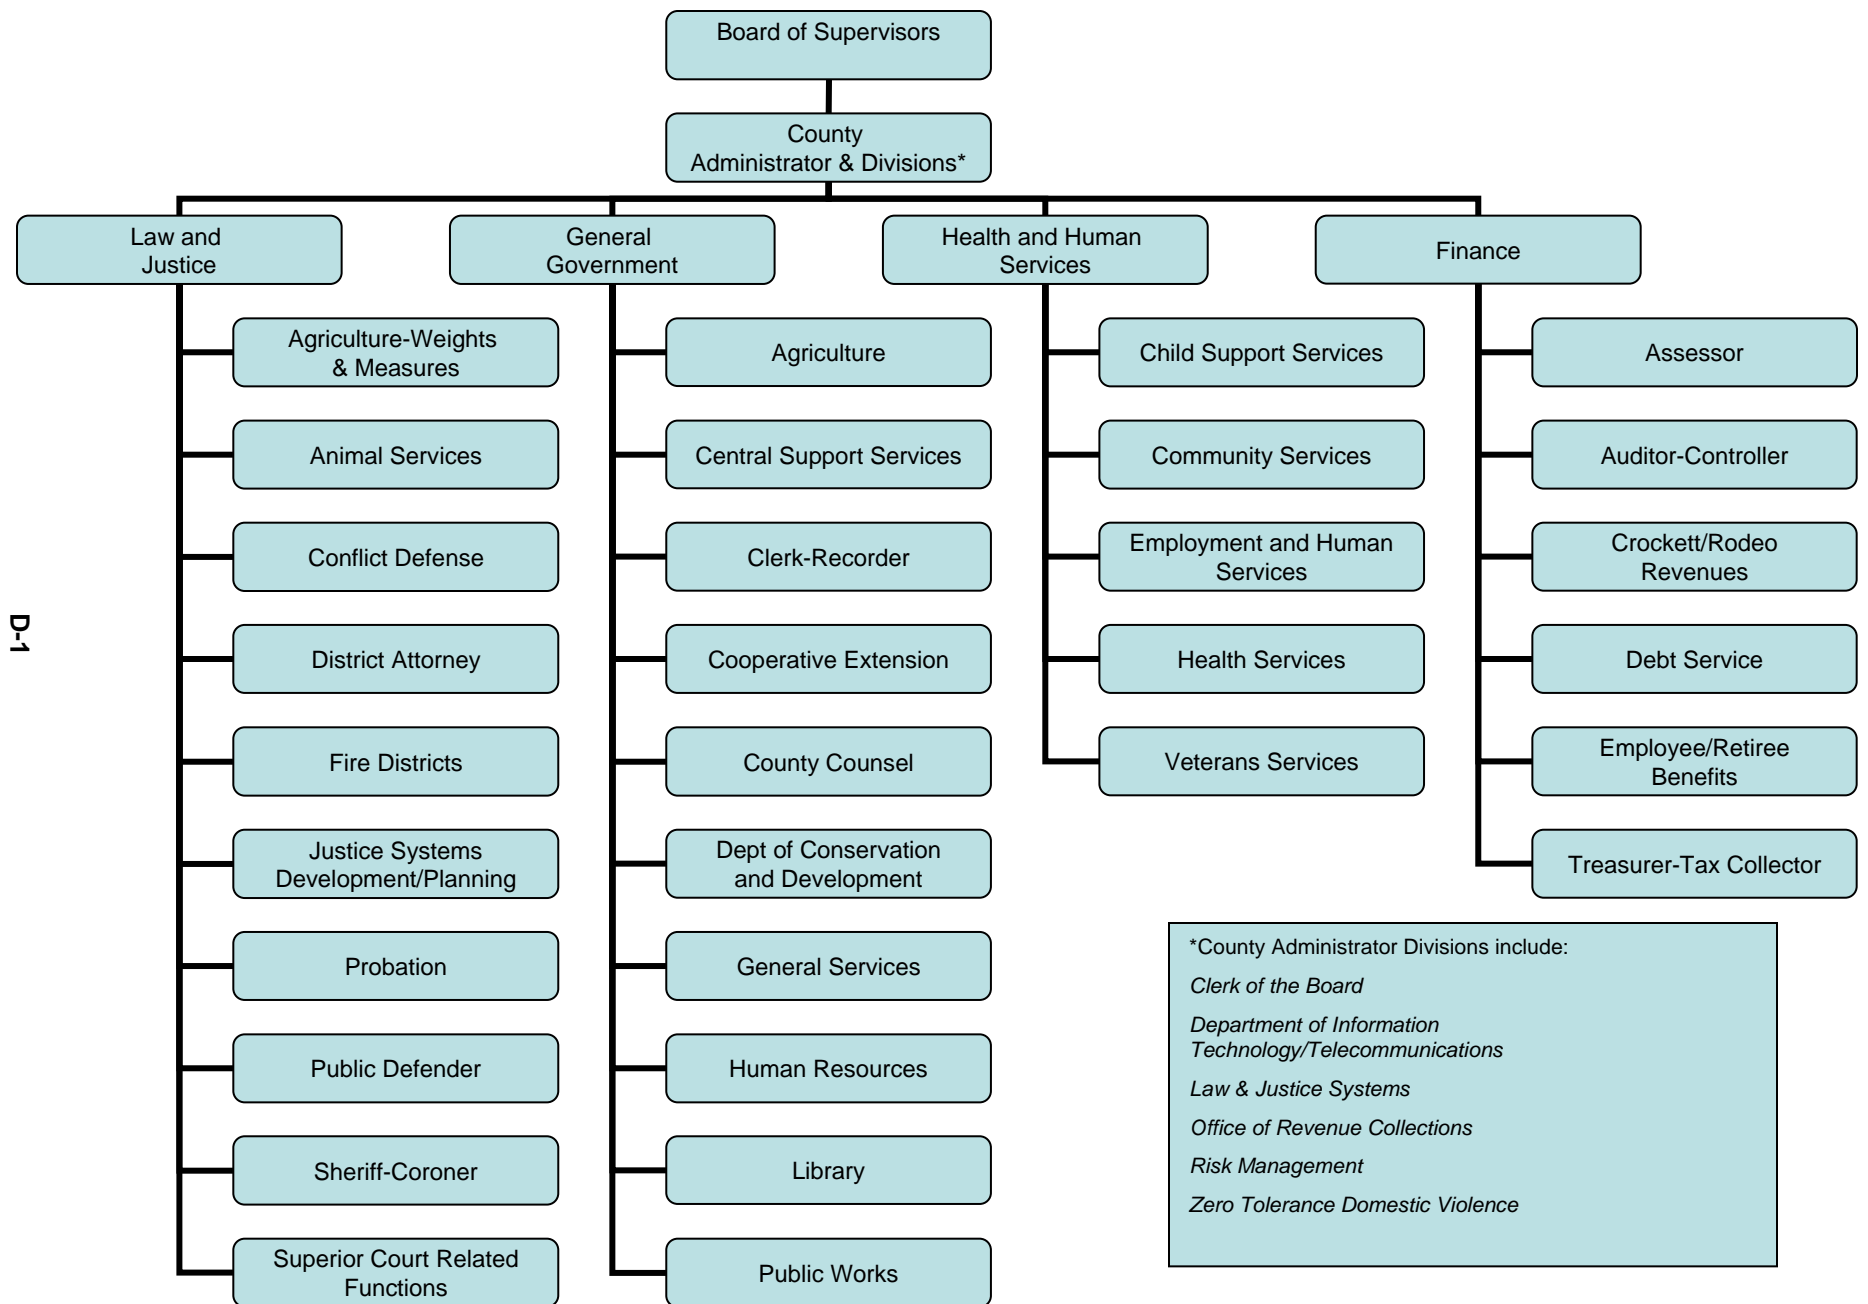 Board of Supervisors
County
Administrator & Divisions*
Law and
Justice
General
Government
Health and Human
Services
Finance
Agriculture-Weights
& Measures
Animal Services
Conflict Defense
District Attorney
Fire Districts
Justice Systems
Development/Planning
Probation
Public Defender
Sheriff-Coroner
Superior Court Related
Functions
Agriculture
Central Support Services
Clerk-Recorder
Cooperative Extension
County Counsel
Dept of Conservation
and Development
General Services
Human Resources
Library
Public Works
Child Support Services
Community Services
Employment and Human
Services
Health Services
Veterans Services
Assessor
Auditor-Controller
Crockett/Rodeo
Revenues
Debt Service
Employee/Retiree
Benefits
Treasurer-Tax Collector
*County Administrator Divisions include:
Clerk of the Board
Department of Information
Technology/Telecommunications
Law & Justice Systems
Office of Revenue Collections
Risk Management
Zero Tolerance Domestic Violence
D-1